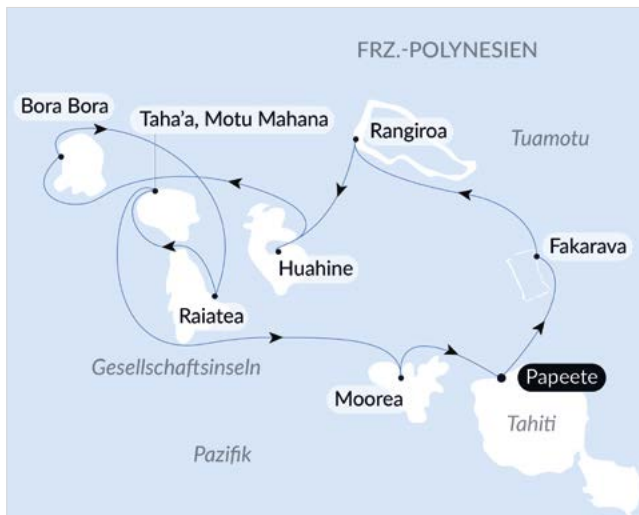 FRZ.-POLYNESIEN
Bora Bora
Taha'a, Motu Mahana
Rangiroa
Tuamotu
Fakarava
Huahine
Raiatea
Gesellschaftsinseln
Moorea
Papeete
Tahiti
Pazifik